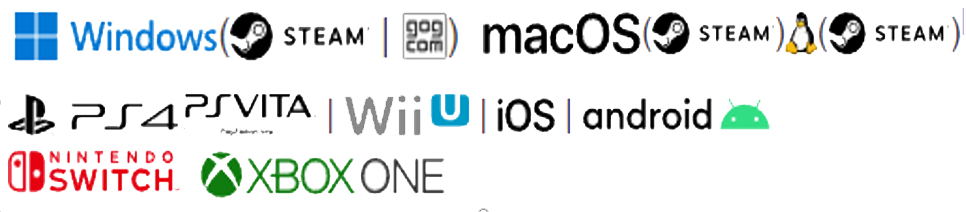 Windows(STEAM | gog com) macOS(STEAM)(STEAM)
PS4 PSVITA | Wii U | iOS | android
NINTENDO
SWITCH XBOX ONE